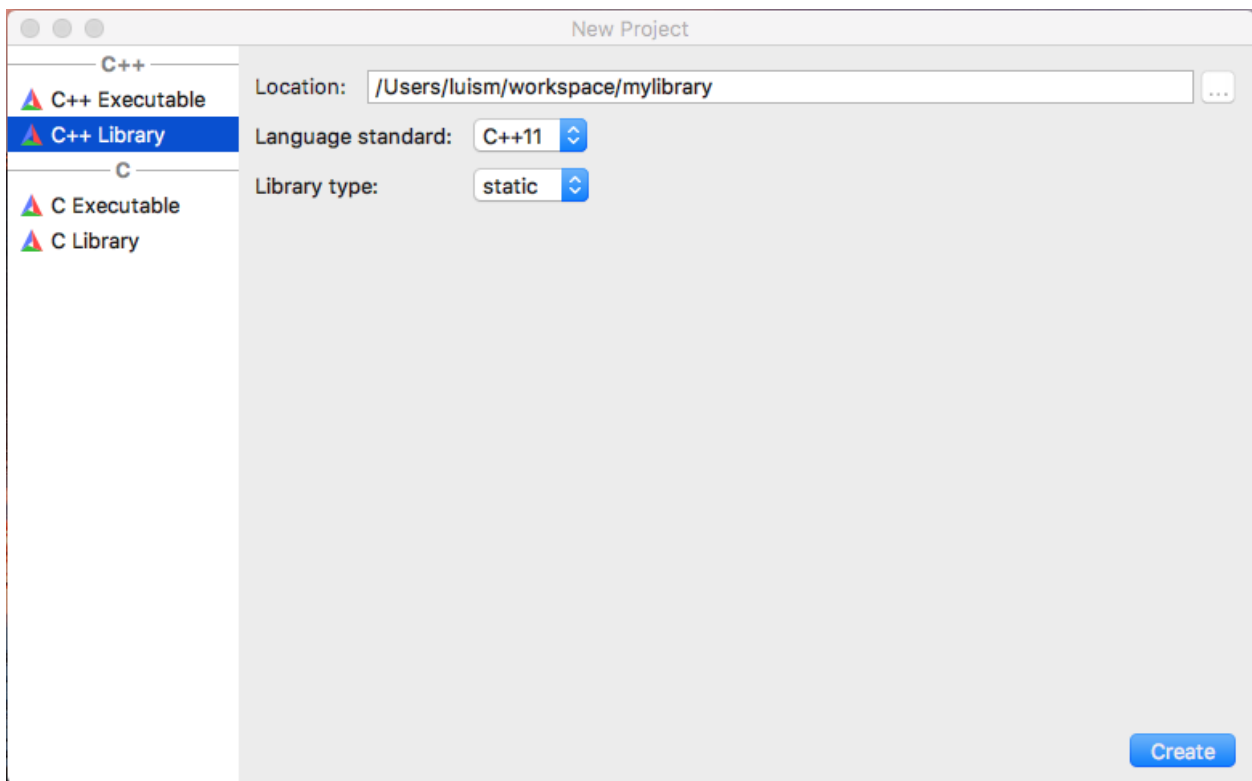 New Project
C++
C++ Executable
C++ Library
C
C Executable
C Library
Location: /Users/luism/workspace/mylibrary ...
Language standard: C++11
Library type: static
Create